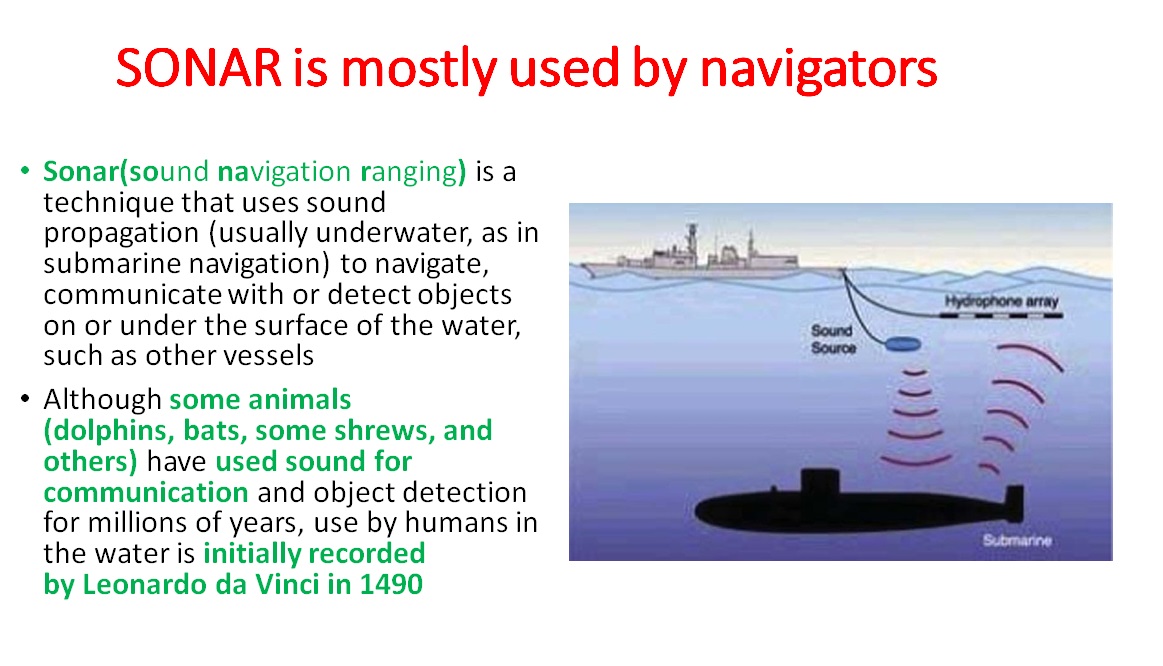 SONAR is mostly used by navigators
• Sonar(sound navigation ranging) is a
technique that uses sound
propagation (usually underwater, as in
submarine navigation) to navigate,
communicate with or detect objects
on or under the surface of the water,
such as other vessels
• Although some animals
(dolphins, bats, some shrews, and
others) have used sound for
communication and object detection
for millions of years, use by humans in
the water is initially recorded
by Leonardo da Vinci in 1490
Hydrophone array
Sound
Source
Submarine